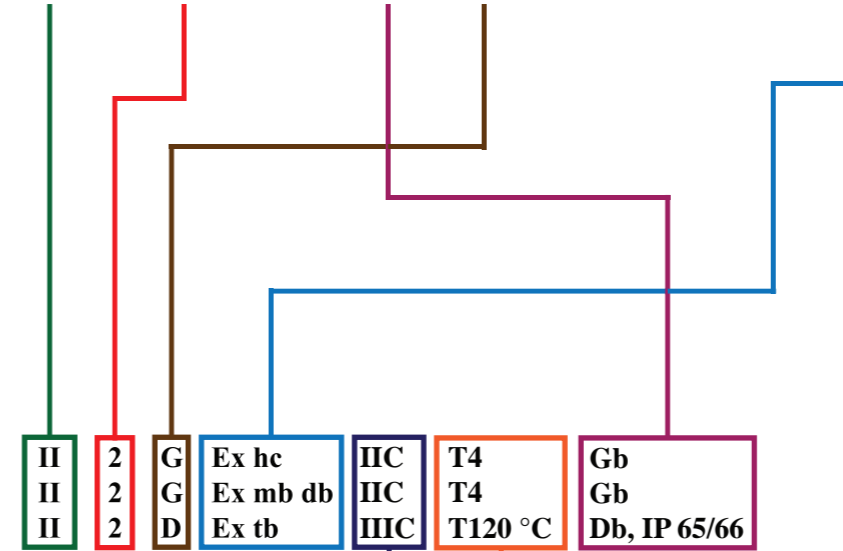 II 2 G Ex hc IIC T4 Gb
II 2 G Ex mb db IIC T4 Gb
II 2 D Ex tb IIIC T120 °C Db, IP 65/66